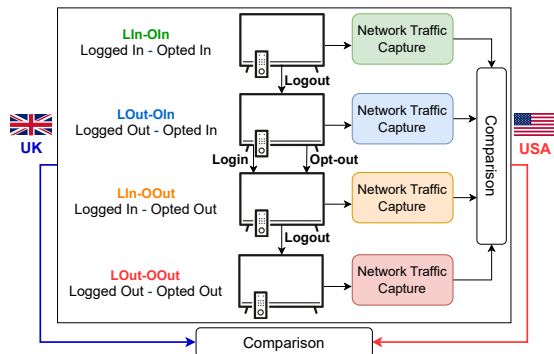 LIn-OIn
Logged In - Opted In
Network Traffic
Capture
Logout
LOut-OIn
Logged Out - Opted In
Network Traffic
Capture
UK
USA
Comparison
Login
Opt-out
LIn-OOut
Logged In - Opted Out
Network Traffic
Capture
Logout
LOut-OOut
Logged Out - Opted Out
Network Traffic
Capture
Comparison